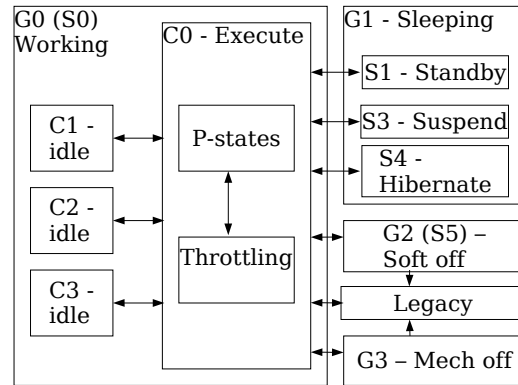 G0 (S0)
Working
C1 -
idle
C2 -
idle
C3 -
idle
C0 - Execute
P-states
Throttling
G1 - Sleeping
S1 - Standby
S3 - Suspend
S4 -
Hibernate
G2 (S5) –
Soft off
Legacy
G3 – Mech off